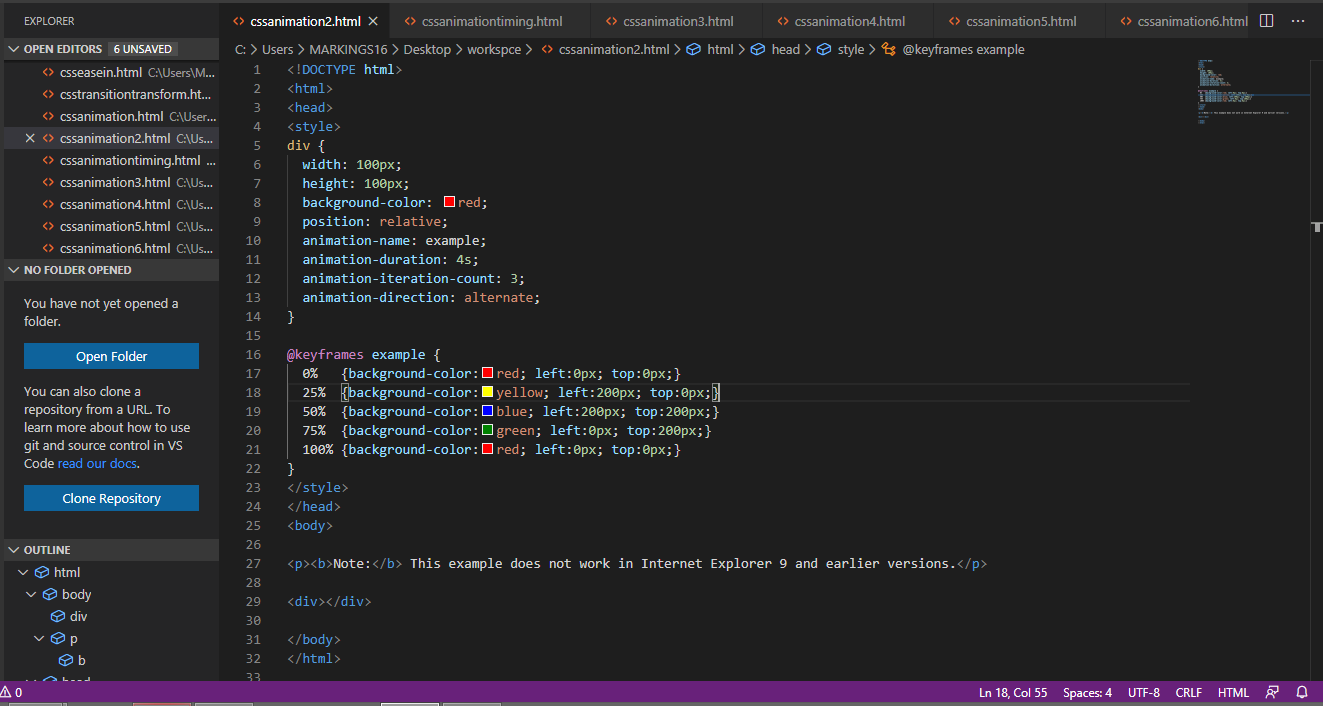 EXPLORER
OPEN EDITORS 6 UNSAVED
csseasein.html C:\Users\M...
csstransitiontransform.ht...
cssanimation.html C:\User...
cssanimation2.html C:\Us...
cssanimationtiming.html ...
cssanimation3.html C:\Us...
cssanimation4.html C:\Us...
cssanimation5.html C:\Us...
cssanimation6.html C:\Us...
NO FOLDER OPENED
You have not yet opened a
folder.
Open Folder
You can also clone a
repository from a URL. To
learn more about how to use
git and source control in VS
Code read our docs.
Clone Repository
OUTLINE
html
body
div
p
b
head
cssanimation2.html cssanimationtiming.html cssanimation3.html cssanimation4.html cssanimation5.html cssanimation6.html
C: > Users > MARKINGS16 > Desktop > workspce > cssanimation2.html > html > head > style > @keyframes example
1 <!DOCTYPE html>
2 <html>
3 <head>
4 <style>
5 div {
6 width: 100px;
7 height: 100px;
8 background-color: red;
9 position: relative;
10 animation-name: example;
11 animation-duration: 4s;
12 animation-iteration-count: 3;
13 animation-direction: alternate;
14 }
15
16 @keyframes example {
17 0% {background-color:red; left:0px; top:0px;}
18 25% {background-color:yellow; left:200px; top:0px;}
19 50% {background-color:blue; left:200px; top:200px;}
20 75% {background-color:green; left:0px; top:200px;}
21 100% {background-color:red; left:0px; top:0px;}
22 }
23 </style>
24 </head>
25 <body>
26
27 <p><b>Note:</b> This example does not work in Internet Explorer 9 and earlier versions.</p>
28
29 <div></div>
30
31 </body>
32 </html>
33
0 Ln 18, Col 55 Spaces: 4 UTF-8 CRLF HTML